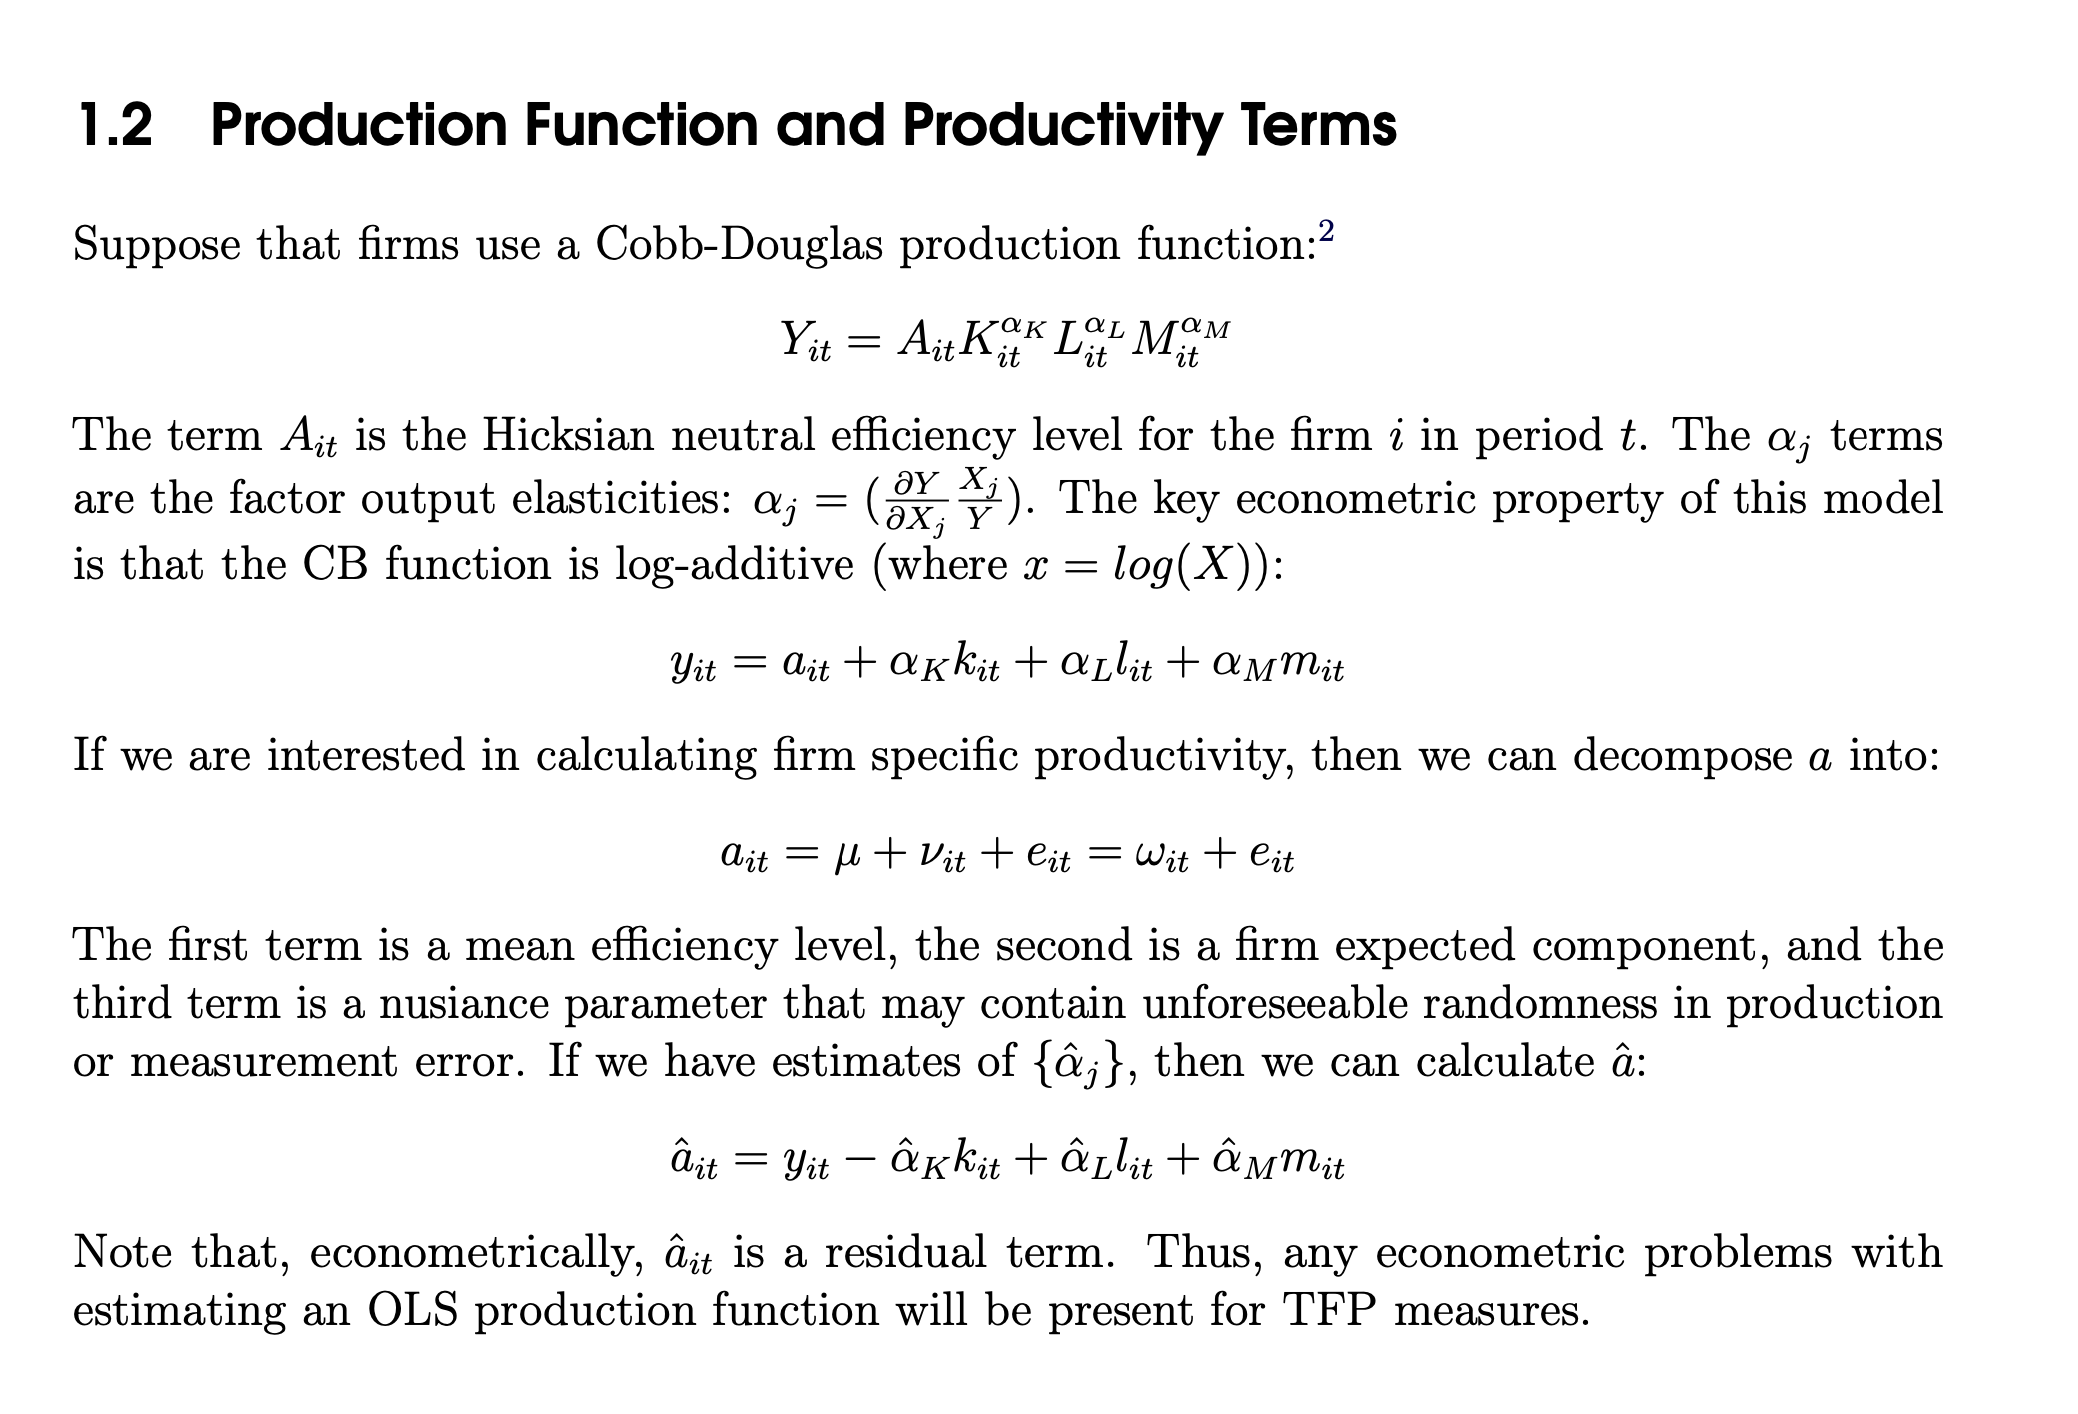 1.2 Production Function and Productivity Terms
Suppose that firms use a Cobb-Douglas production function:²
$Y_{it} = A_{it} K_{it}^{\alpha_K} L_{it}^{\alpha_L} M_{it}^{\alpha_M}$
The term $A_{it}$ is the Hicksian neutral efficiency level for the firm $i$ in period $t$. The $\alpha_j$ terms
are the factor output elasticities: $\alpha_j = (\frac{\partial Y}{\partial X_j} \frac{X_j}{Y})$. The key econometric property of this model
is that the CB function is log-additive (where $x = log(X)$):
$y_{it} = a_{it} + \alpha_K k_{it} + \alpha_L l_{it} + \alpha_M m_{it}$
If we are interested in calculating firm specific productivity, then we can decompose $a$ into:
$a_{it} = \mu + \nu_{it} + e_{it} = \omega_{it} + e_{it}$
The first term is a mean efficiency level, the second is a firm expected component, and the
third term is a nusiance parameter that may contain unforeseeable randomness in production
or measurement error. If we have estimates of $\{\hat{\alpha}_j\}$, then we can calculate $\hat{a}$:
$\hat{a}_{it} = y_{it} - \hat{\alpha}_K k_{it} + \hat{\alpha}_L l_{it} + \hat{\alpha}_M m_{it}$
Note that, econometrically, $\hat{a}_{it}$ is a residual term. Thus, any econometric problems with
estimating an OLS production function will be present for TFP measures.